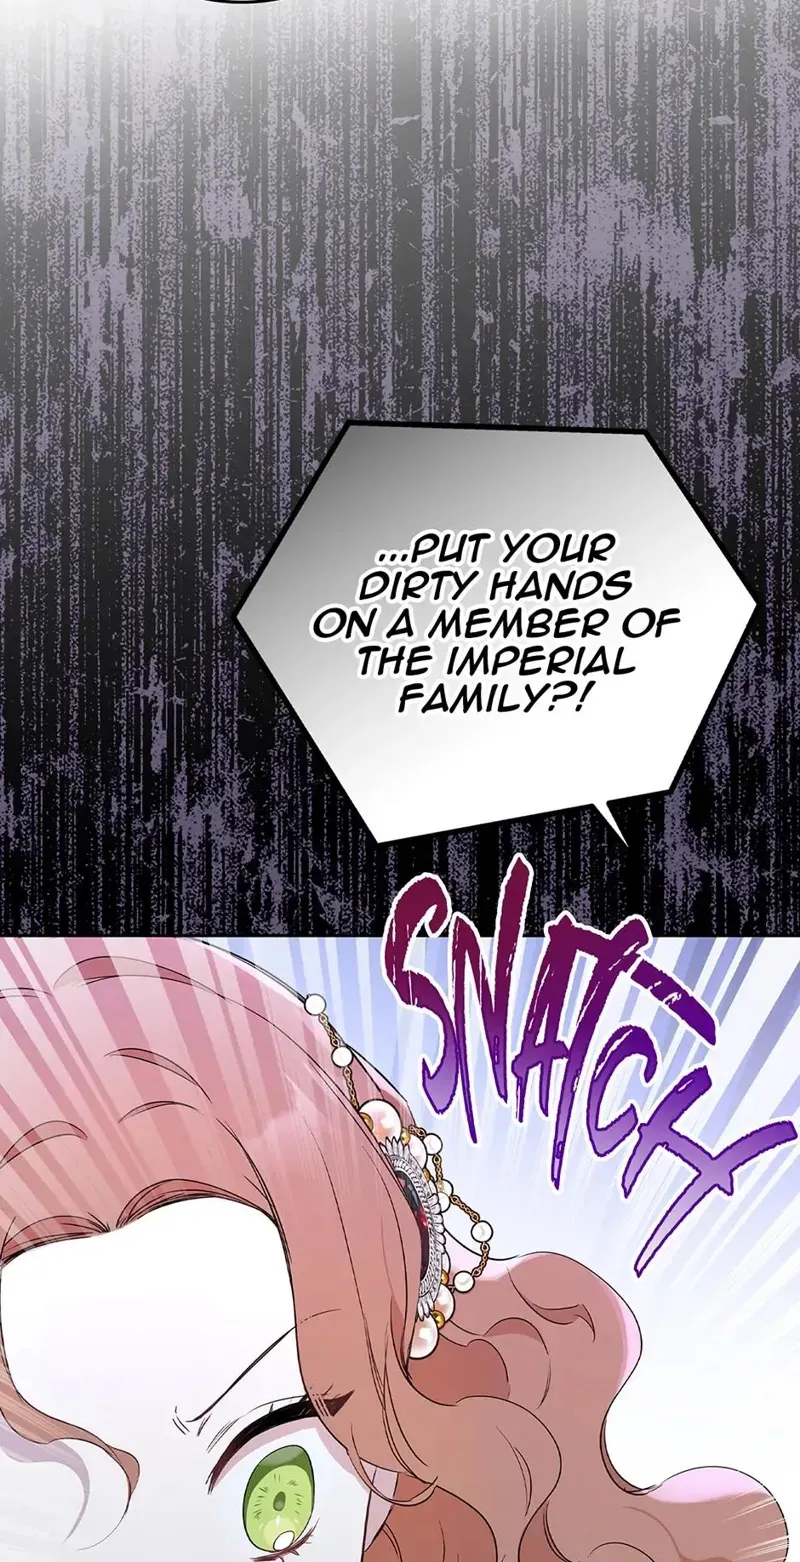 ...PUT YOUR
DIRTY HANDS
ON A MEMBER OF
THE IMPERIAL
FAMILY?!
SNATCH